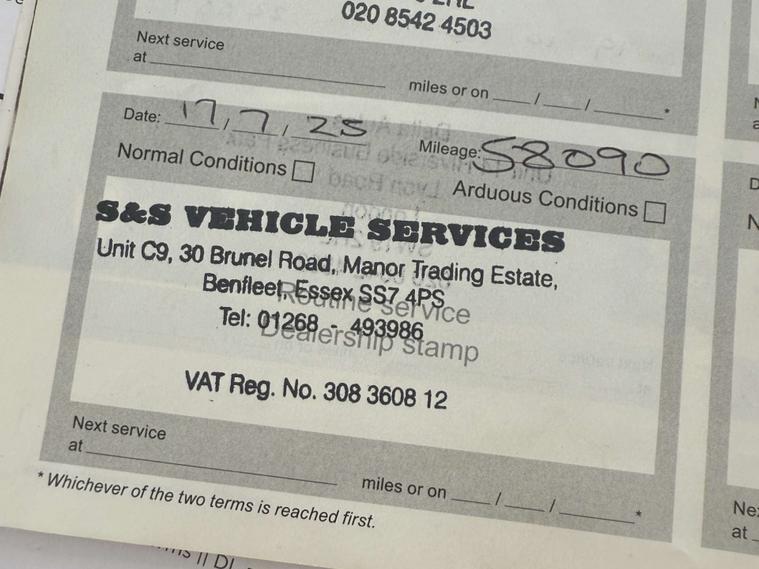 020 8542 4503
Next service
at miles or on / / *
Date: 17 / 7 / 25 Mileage: 58090
Normal Conditions Arduous Conditions
S&S VEHICLE SERVICES
Unit C9, 30 Brunel Road, Manor Trading Estate,
Benfleet, Essex SS7 4PS
Routine service
Tel: 01268 - 493986
Dealership stamp
VAT Reg. No. 308 3608 12
Next service
at miles or on / / *
* Whichever of the two terms is reached first.